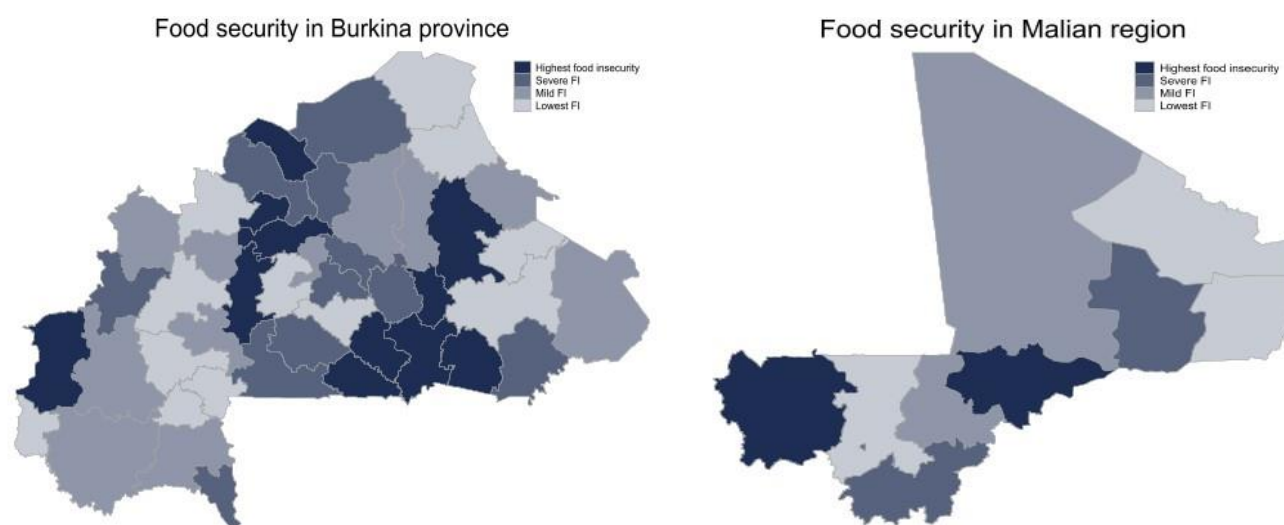 Food security in Burkina province
Highest food insecurity
Severe FI
Mild FI
Lowest FI
Food security in Malian region
Highest food insecurity
Severe FI
Mild FI
Lowest FI